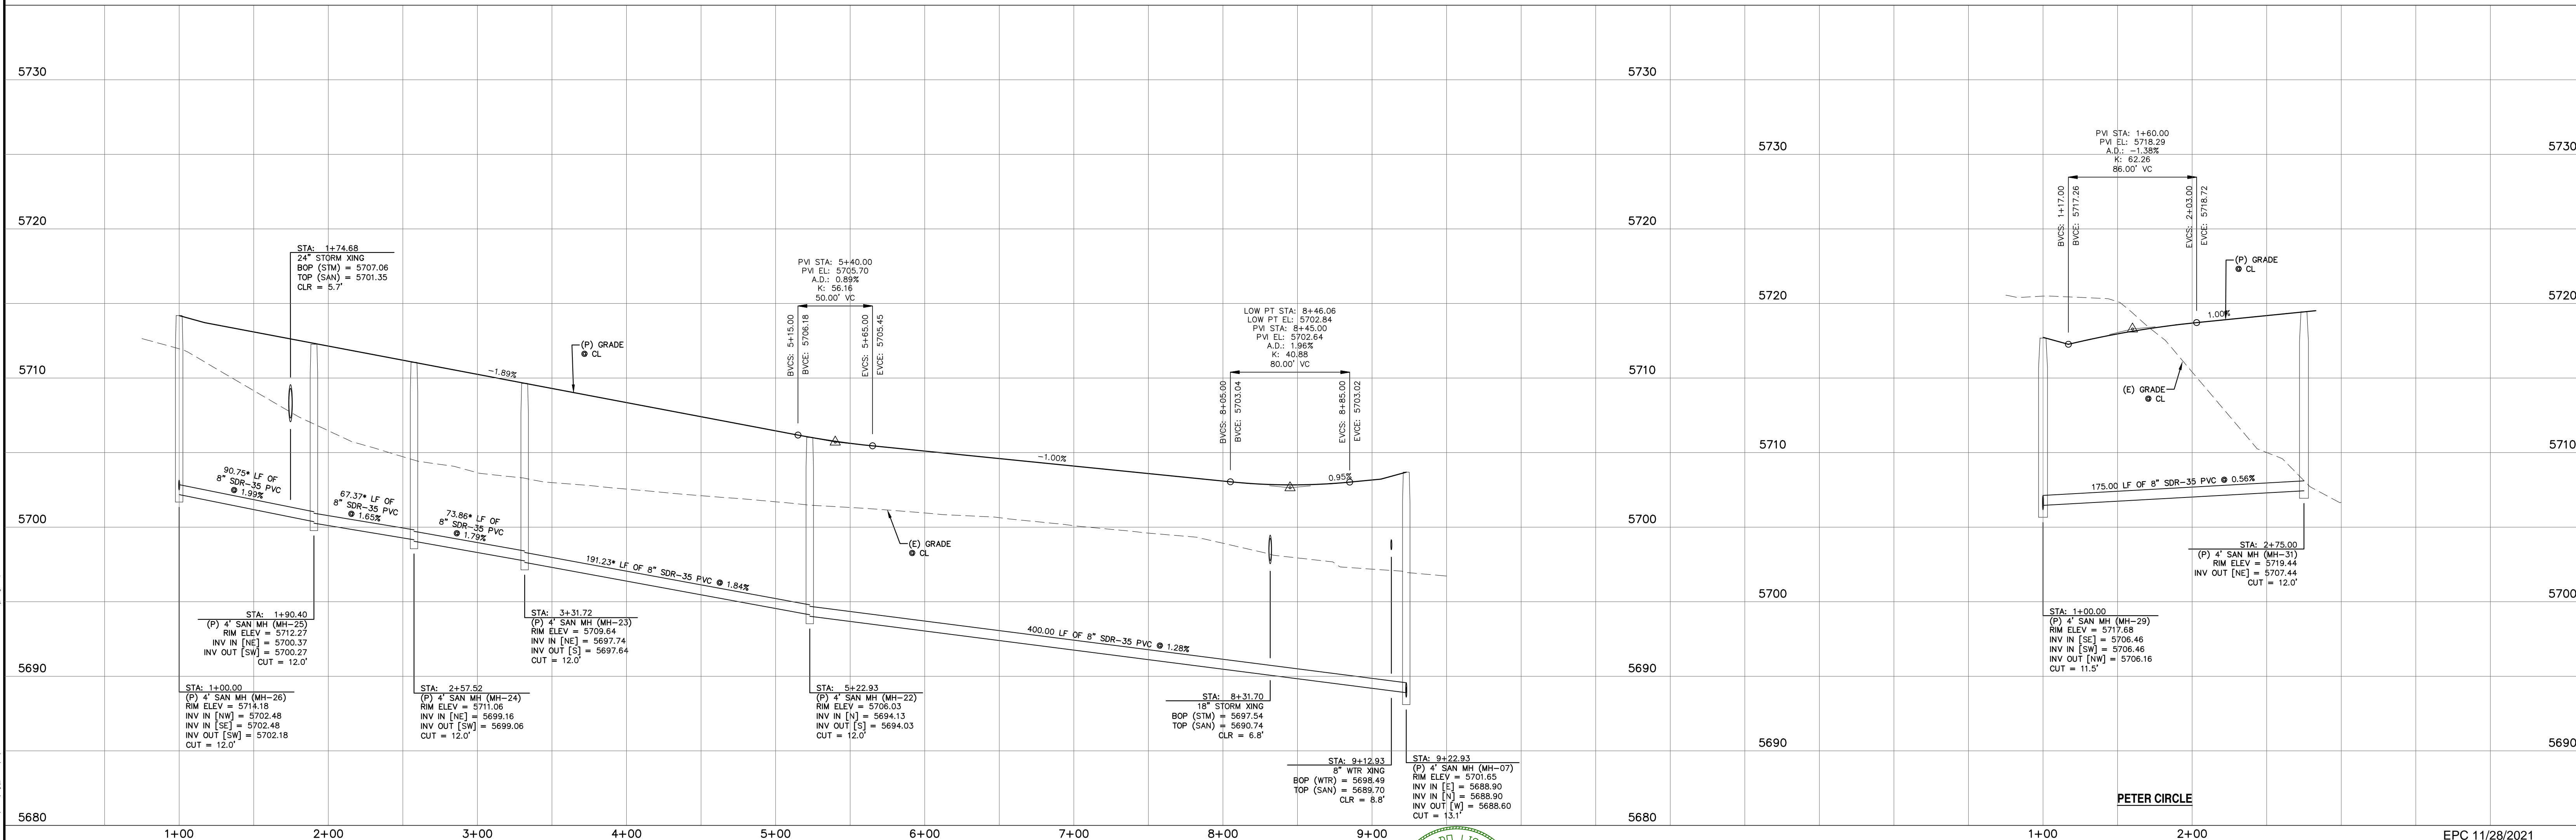 5730
5720
5710
5700
5690
5680
STA: 1+74.68
24" STORM XING
BOP (STM) = 5707.06
TOP (SAN) = 5701.35
CLR = 5.7'
PVI STA: 5+40.00
PVI EL: 5705.70
A.D.: 0.89%
K: 56.16
50.00' VC
BVCS: 5+15.00
BVCE: 5706.18
EVCS: 5+65.00
EVCE: 5705.45
LOW PT STA: 8+46.06
LOW PT EL: 5702.84
PVI STA: 8+45.00
PVI EL: 5702.64
A.D.: 1.96%
K: 40.88
80.00' VC
BVCS: 8+05.00
BVCE: 5703.04
EVCS: 8+85.00
EVCE: 5703.02
(P) GRADE
@ CL
-1.89%
-1.00%
0.95%
(E) GRADE
@ CL
90.75* LF OF
8" SDR-35 PVC
@ 1.99%
67.37* LF OF
8" SDR-35 PVC
@ 1.65%
73.86* LF OF
8" SDR-35 PVC
@ 1.79%
191.23* LF OF 8" SDR-35 PVC @ 1.84%
400.00 LF OF 8" SDR-35 PVC @ 1.28%
STA: 1+90.40
(P) 4' SAN MH (MH-25)
RIM ELEV = 5712.27
INV IN [NE] = 5700.37
INV OUT [SW] = 5700.27
CUT = 12.0'
STA: 1+00.00
(P) 4' SAN MH (MH-26)
RIM ELEV = 5714.18
INV IN [NW] = 5702.48
INV IN [SE] = 5702.48
INV OUT [SW] = 5702.18
CUT = 12.0'
STA: 2+57.52
(P) 4' SAN MH (MH-24)
RIM ELEV = 5711.06
INV IN [NE] = 5699.16
INV OUT [SW] = 5699.06
CUT = 12.0'
STA: 3+31.72
(P) 4' SAN MH (MH-23)
RIM ELEV = 5709.64
INV IN [NE] = 5697.74
INV OUT [S] = 5697.64
CUT = 12.0'
STA: 5+22.93
(P) 4' SAN MH (MH-22)
RIM ELEV = 5706.03
INV IN [N] = 5694.13
INV OUT [S] = 5694.03
CUT = 12.0'
STA: 8+31.70
18" STORM XING
BOP (STM) = 5697.54
TOP (SAN) = 5690.74
CLR = 6.8'
STA: 9+12.93
8" WTR XING
BOP (WTR) = 5698.49
TOP (SAN) = 5689.70
CLR = 8.8'
STA: 9+22.93
(P) 4' SAN MH (MH-07)
RIM ELEV = 5701.65
INV IN [E] = 5688.90
INV IN [N] = 5688.90
INV OUT [W] = 5688.60
CUT = 13.1'
1+00
2+00
3+00
4+00
5+00
6+00
7+00
8+00
9+00
5730
5720
5710
5700
5690
5680
5730
5720
5710
5700
5690
PVI STA: 1+60.00
PVI EL: 5718.29
A.D.: -1.38%
K: 62.26
86.00' VC
BVCS: 1+17.00
BVCE: 5717.26
EVCS: 2+03.00
EVCE: 5718.72
(P) GRADE
@ CL
1.00%
(E) GRADE
@ CL
175.00 LF OF 8" SDR-35 PVC @ 0.56%
STA: 2+75.00
(P) 4' SAN MH (MH-31)
RIM ELEV = 5719.44
INV OUT [NE] = 5707.44
CUT = 12.0'
STA: 1+00.00
(P) 4' SAN MH (MH-29)
RIM ELEV = 5717.68
INV IN [SE] = 5706.46
INV IN [SW] = 5706.46
INV OUT [NW] = 5706.16
CUT = 11.5'
PETER CIRCLE
1+00
2+00
5730
5720
5710
5700
5690
EPC 11/28/2021